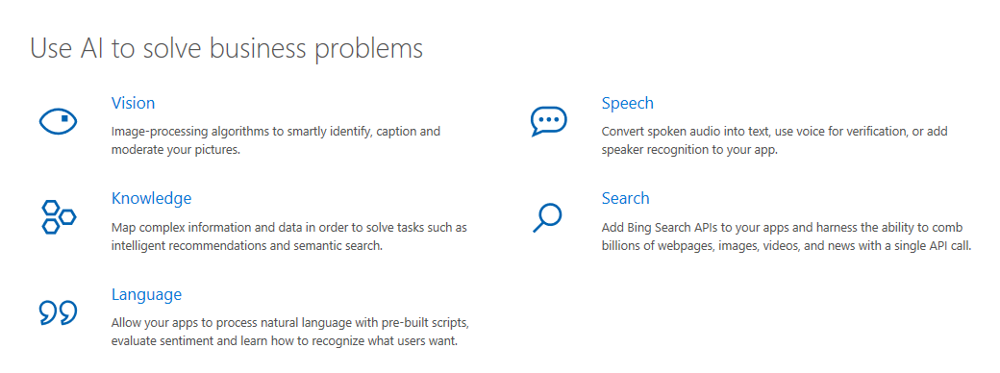 Use AI to solve business problems
Vision
Image-processing algorithms to smartly identify, caption and
moderate your pictures.
Speech
Convert spoken audio into text, use voice for verification, or add
speaker recognition to your app.
Knowledge
Map complex information and data in order to solve tasks such as
intelligent recommendations and semantic search.
Search
Add Bing Search APIs to your apps and harness the ability to comb
billions of webpages, images, videos, and news with a single API call.
Language
Allow your apps to process natural language with pre-built scripts,
evaluate sentiment and learn how to recognize what users want.